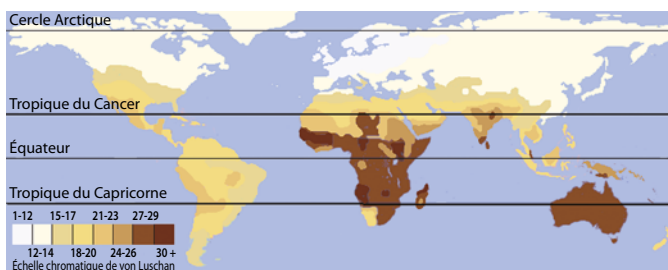 Cercle Arctique
Tropique du Cancer
Équateur
Tropique du Capricorne
1-12 15-17 21-23 27-29
12-14 18-20 24-26 30 +
Échelle chromatique de von Luschan